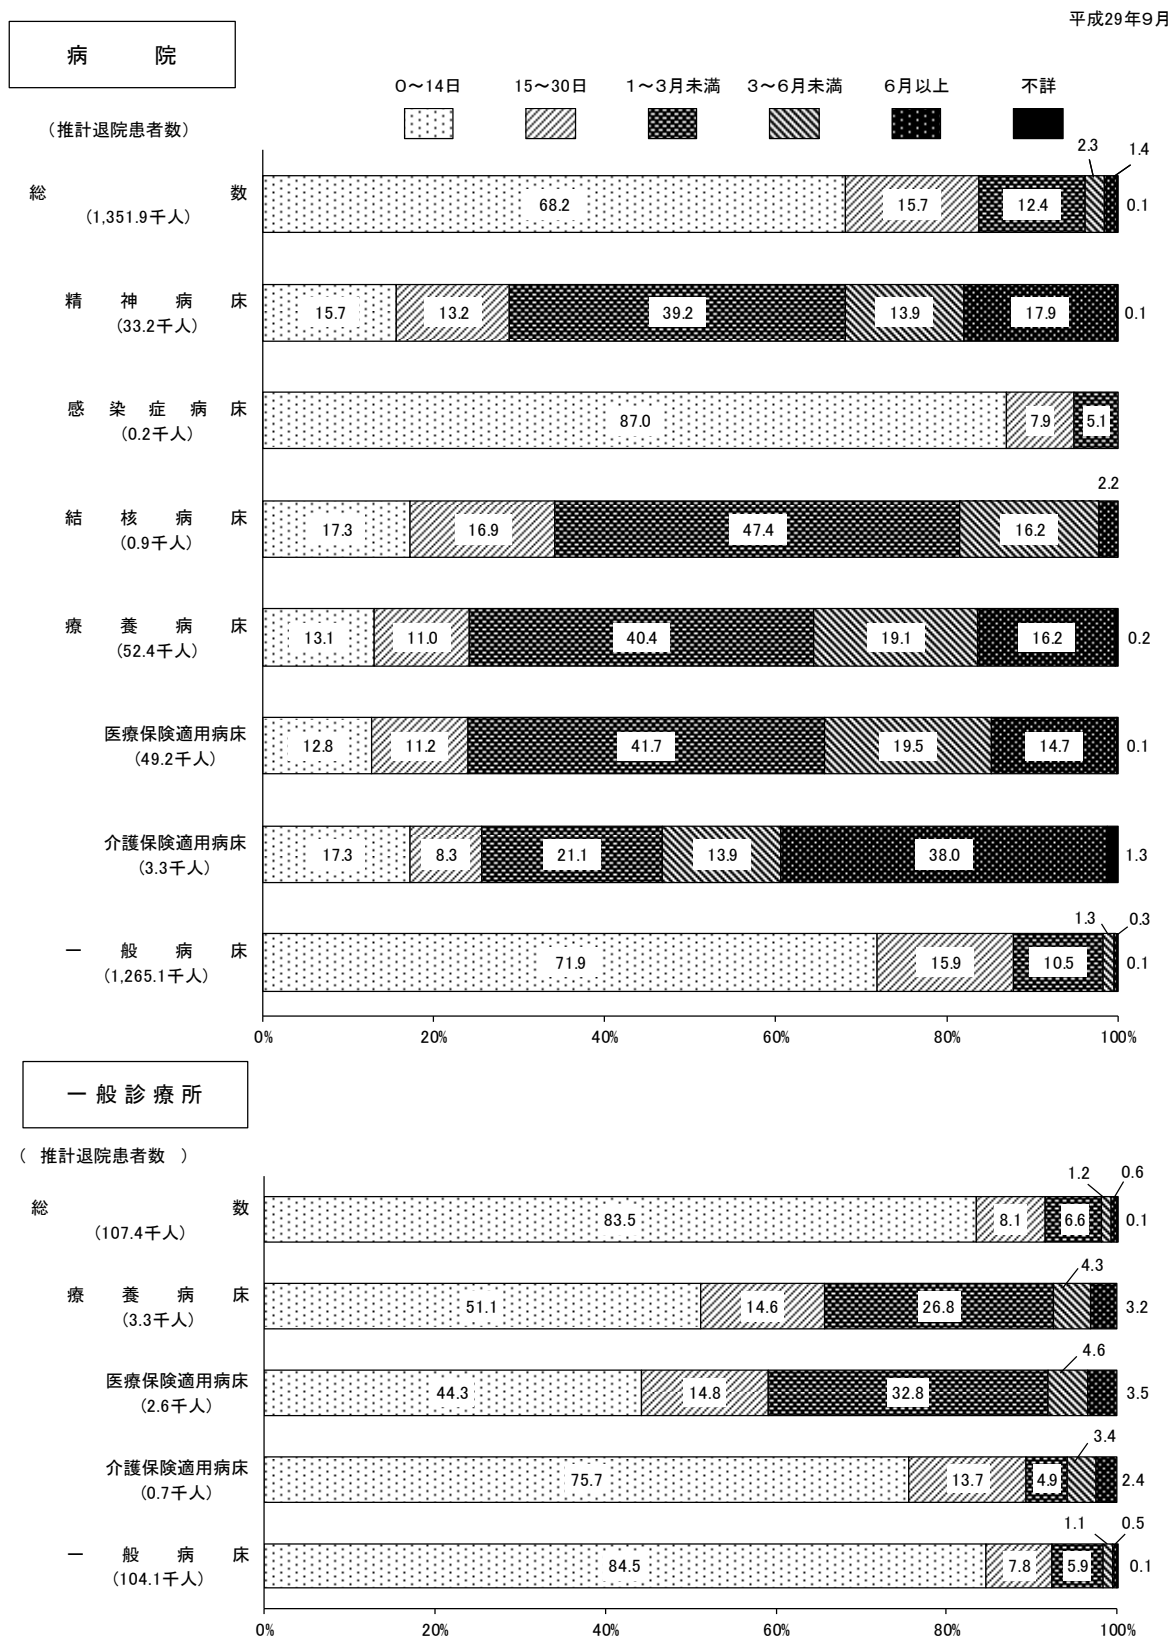 平成29年9月
病　院
0～14日 15～30日 1～3月未満 3～6月未満 6月以上 不詳
（推計退院患者数）
2.3 1.4
総　数
68.2 15.7 12.4 0.1
（1,351.9千人）
精神病床
15.7 13.2 39.2 13.9 17.9 0.1
（33.2千人）
感染症病床
87.0 7.9 5.1
（0.2千人）
2.2
結核病床
17.3 16.9 47.4 16.2
（0.9千人）
療養病床
13.1 11.0 40.4 19.1 16.2 0.2
（52.4千人）
医療保険適用病床
12.8 11.2 41.7 19.5 14.7 0.1
（49.2千人）
介護保険適用病床
17.3 8.3 21.1 13.9 38.0 1.3
（3.3千人）
1.3 0.3
一般病床
71.9 15.9 10.5 0.1
（1,265.1千人）
0% 20% 40% 60% 80% 100%
一般診療所
（ 推計退院患者数 ）
1.2 0.6
総　数
83.5 8.1 6.6 0.1
（107.4千人）
4.3
療養病床
51.1 14.6 26.8 3.2
（3.3千人）
4.6
医療保険適用病床
44.3 14.8 32.8 3.5
（2.6千人）
3.4
介護保険適用病床
75.7 13.7 4.9 2.4
（0.7千人）
1.1 0.5
一般病床
84.5 7.8 5.9 0.1
（104.1千人）
0% 20% 40% 60% 80% 100%